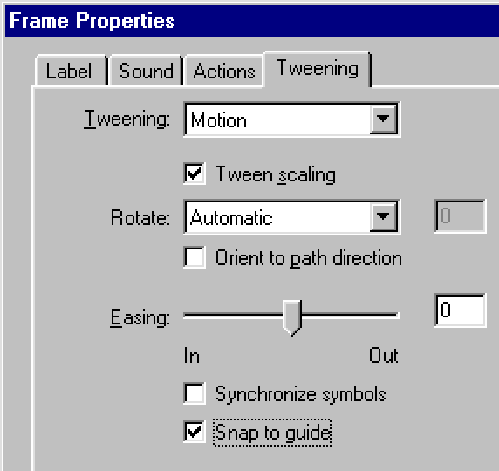 Frame Properties
Label Sound Actions Tweening
Tweening: Motion
Tween scaling
Rotate: Automatic 0
Orient to path direction
Easing: 0
In Out
Synchronize symbols
Snap to guide